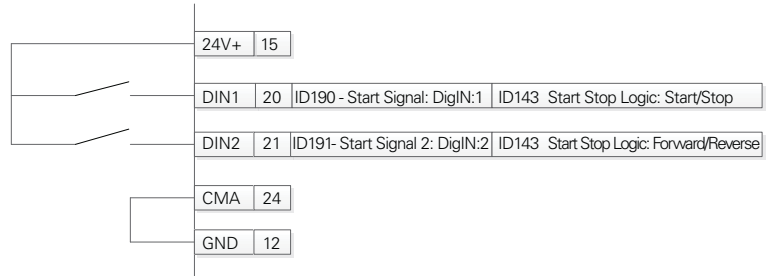 24V+ 15
DIN1 20 ID190 - Start Signal: DigIN:1 ID143 Start Stop Logic: Start/Stop
DIN2 21 ID191- Start Signal 2: DigIN:2 ID143 Start Stop Logic: Forward/Reverse
CMA 24
GND 12